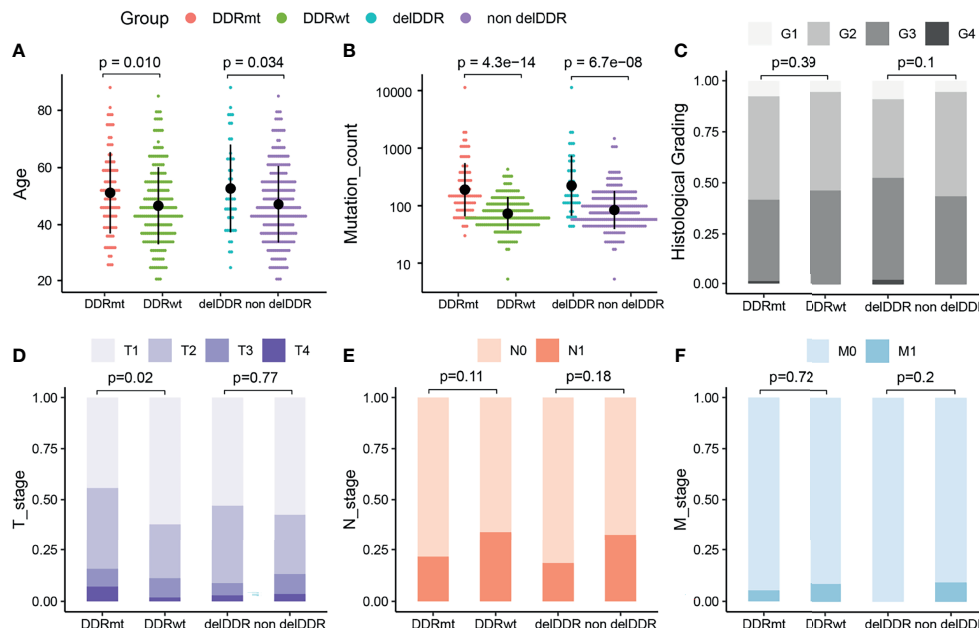 Group DDRmt DDRwt delDDR non delDDR
G1 G2 G3 G4
A
B
C
p = 0.010
p = 0.034
p = 4.3e−14
p = 6.7e−08
p=0.39
p=0.1
Age
80
60
40
20
DDRmt
DDRwt
delDDR
non delDDR
Mutation_count
10000
1000
100
10
DDRmt
DDRwt
delDDR
non delDDR
Histological Grading
1.00
0.75
0.50
0.25
0.00
DDRmt
DDRwt
delDDR
non delDDR
D
T1 T2 T3 T4
p=0.02
p=0.77
T_stage
1.00
0.50
0.25
0.00
DDRmt
DDRwt
delDDR
non delDDR
E
N0 N1
p=0.11
p=0.18
N_stage
1.00
0.50
0.25
0.00
DDRmt
DDRwt
delDDR
non delDDR
F
M0 M1
p=0.72
p=0.2
M_stage
1.00
0.50
0.25
0.00
DDRmt
DDRwt
delDDR
non delDDR